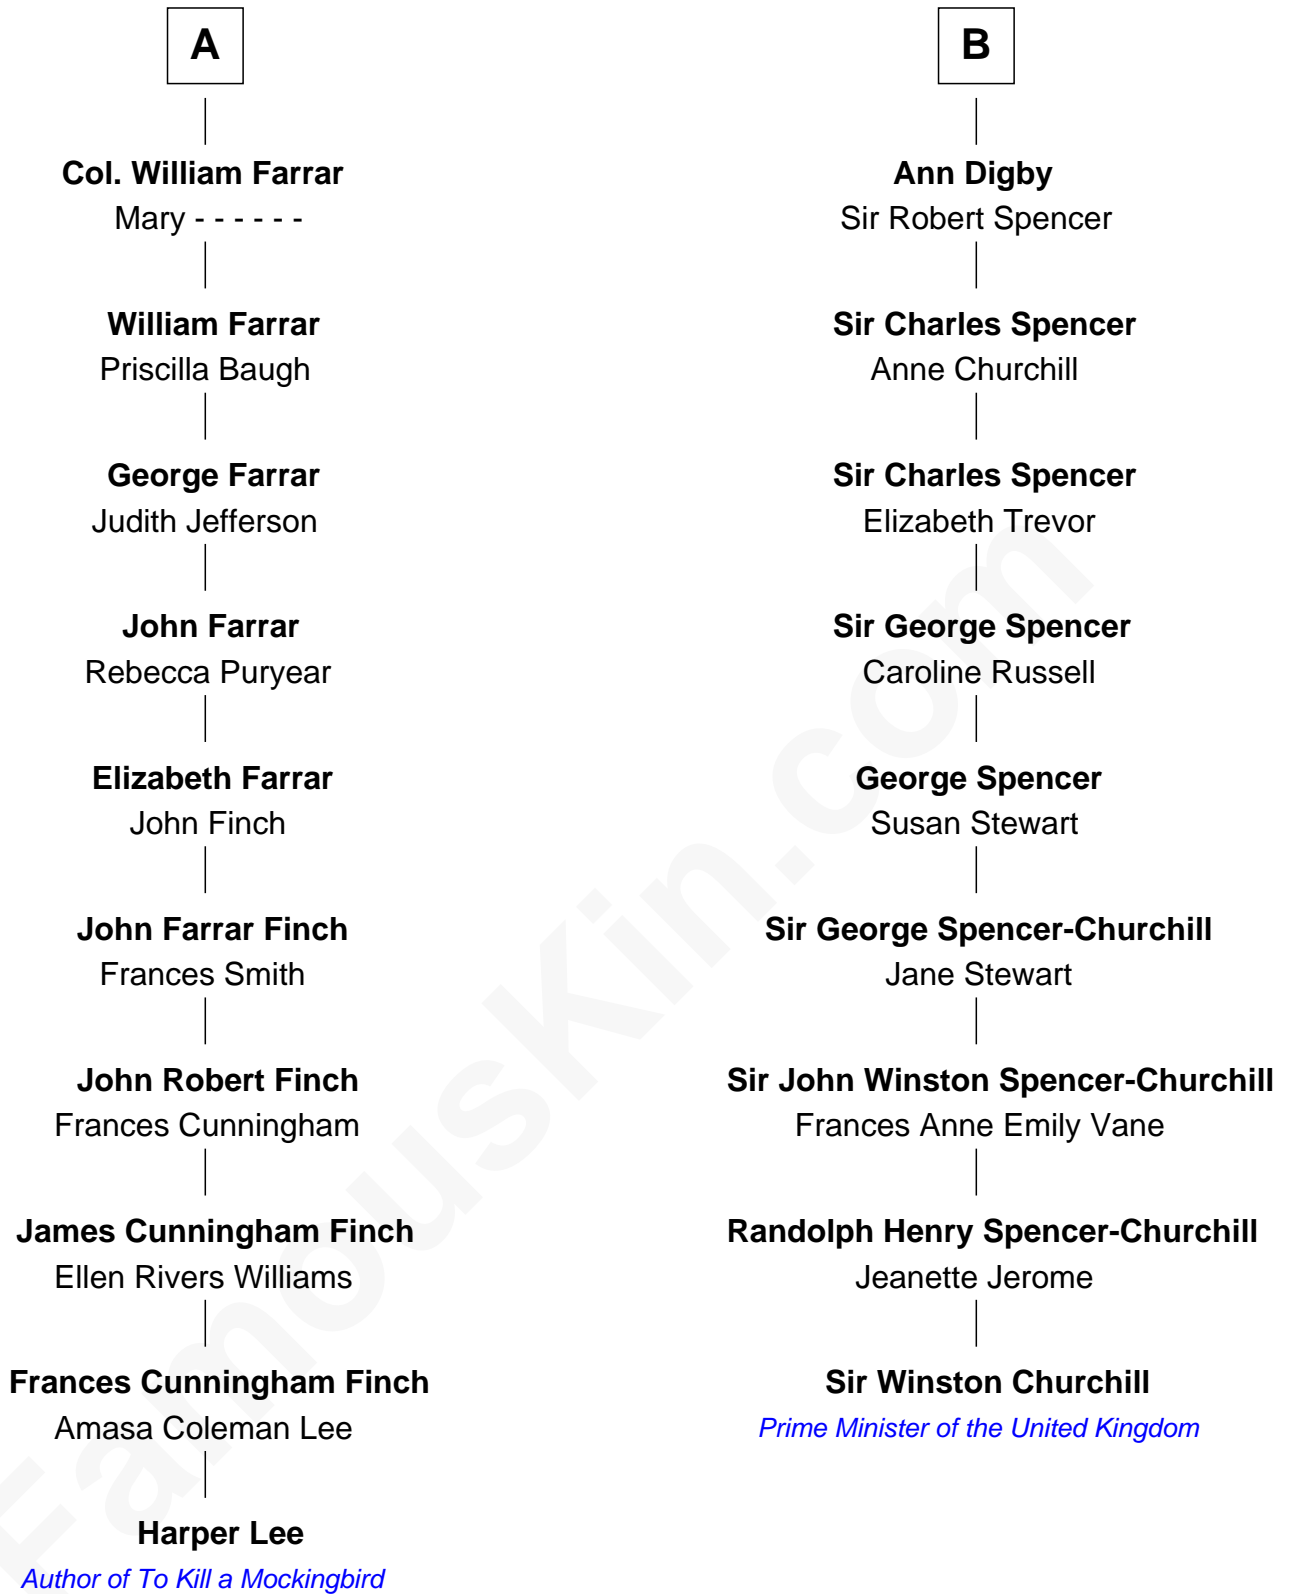 A
Col. William Farrar
Mary - - - - - -
William Farrar
Priscilla Baugh
George Farrar
Judith Jefferson
John Farrar
Rebecca Puryear
Elizabeth Farrar
John Finch
John Farrar Finch
Frances Smith
John Robert Finch
Frances Cunningham
James Cunningham Finch
Ellen Rivers Williams
Frances Cunningham Finch
Amasa Coleman Lee
Harper Lee
Author of To Kill a Mockingbird
B
Ann Digby
Sir Robert Spencer
Sir Charles Spencer
Anne Churchill
Sir Charles Spencer
Elizabeth Trevor
Sir George Spencer
Caroline Russell
George Spencer
Susan Stewart
Sir George Spencer-Churchill
Jane Stewart
Sir John Winston Spencer-Churchill
Frances Anne Emily Vane
Randolph Henry Spencer-Churchill
Jeanette Jerome
Sir Winston Churchill
Prime Minister of the United Kingdom
FamousKin.com